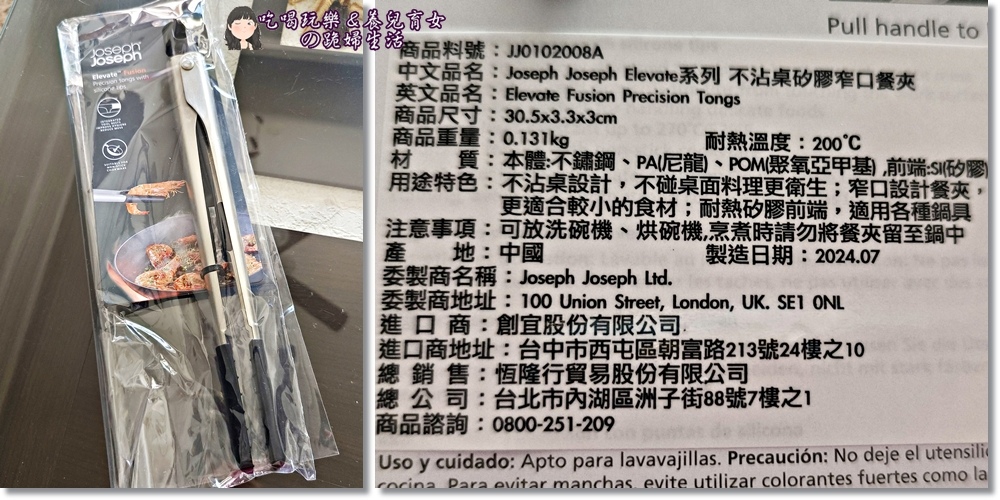 吃喝玩樂＆養兒育女
の跪婦生活
Joseph
Joseph
Elevate™ Fusion
Precision tongs with
silicone tips
Pull handle to
商品料號：JJ0102008A
中文品名：Joseph Joseph Elevate系列 不沾桌矽膠窄口餐夾
英文品名：Elevate Fusion Precision Tongs
商品尺寸：30.5x3.3x3cm
商品重量：0.131kg 耐熱溫度：200°C
材 質：本體:不鏽鋼、PA(尼龍)、POM(聚氧亞甲基) ,前端:SI(矽膠)
用途特色：不沾桌設計，不碰桌面料理更衛生；窄口設計餐夾，
更適合較小的食材；耐熱矽膠前端，適用各種鍋具
注意事項：可放洗碗機、烘碗機,烹煮時請勿將餐夾留至鍋中
產 地：中國 製造日期：2024.07
委製商名稱：Joseph Joseph Ltd.
委製商地址：100 Union Street, London, UK. SE1 0NL
進 口 商：創宜股份有限公司
進口商地址：台中市西屯區朝富路213號24樓之10
總 銷 售：恆隆行貿易股份有限公司
總 公 司：台北市內湖區洲子街88號7樓之1
商品諮詢：0800-251-209
Uso y cuidado: Apto para lavavajillas. Precaución: No deje el utensili
cocina. Para evitar manchas, evite utilizar colorantes fuertes como la